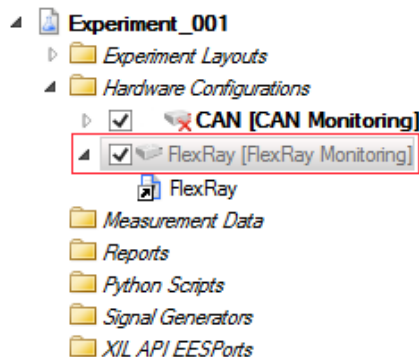 Experiment_001
Experiment Layouts
Hardware Configurations
CAN [CAN Monitoring]
FlexRay [FlexRay Monitoring]
FlexRay
Measurement Data
Reports
Python Scripts
Signal Generators
XIL API EESPorts